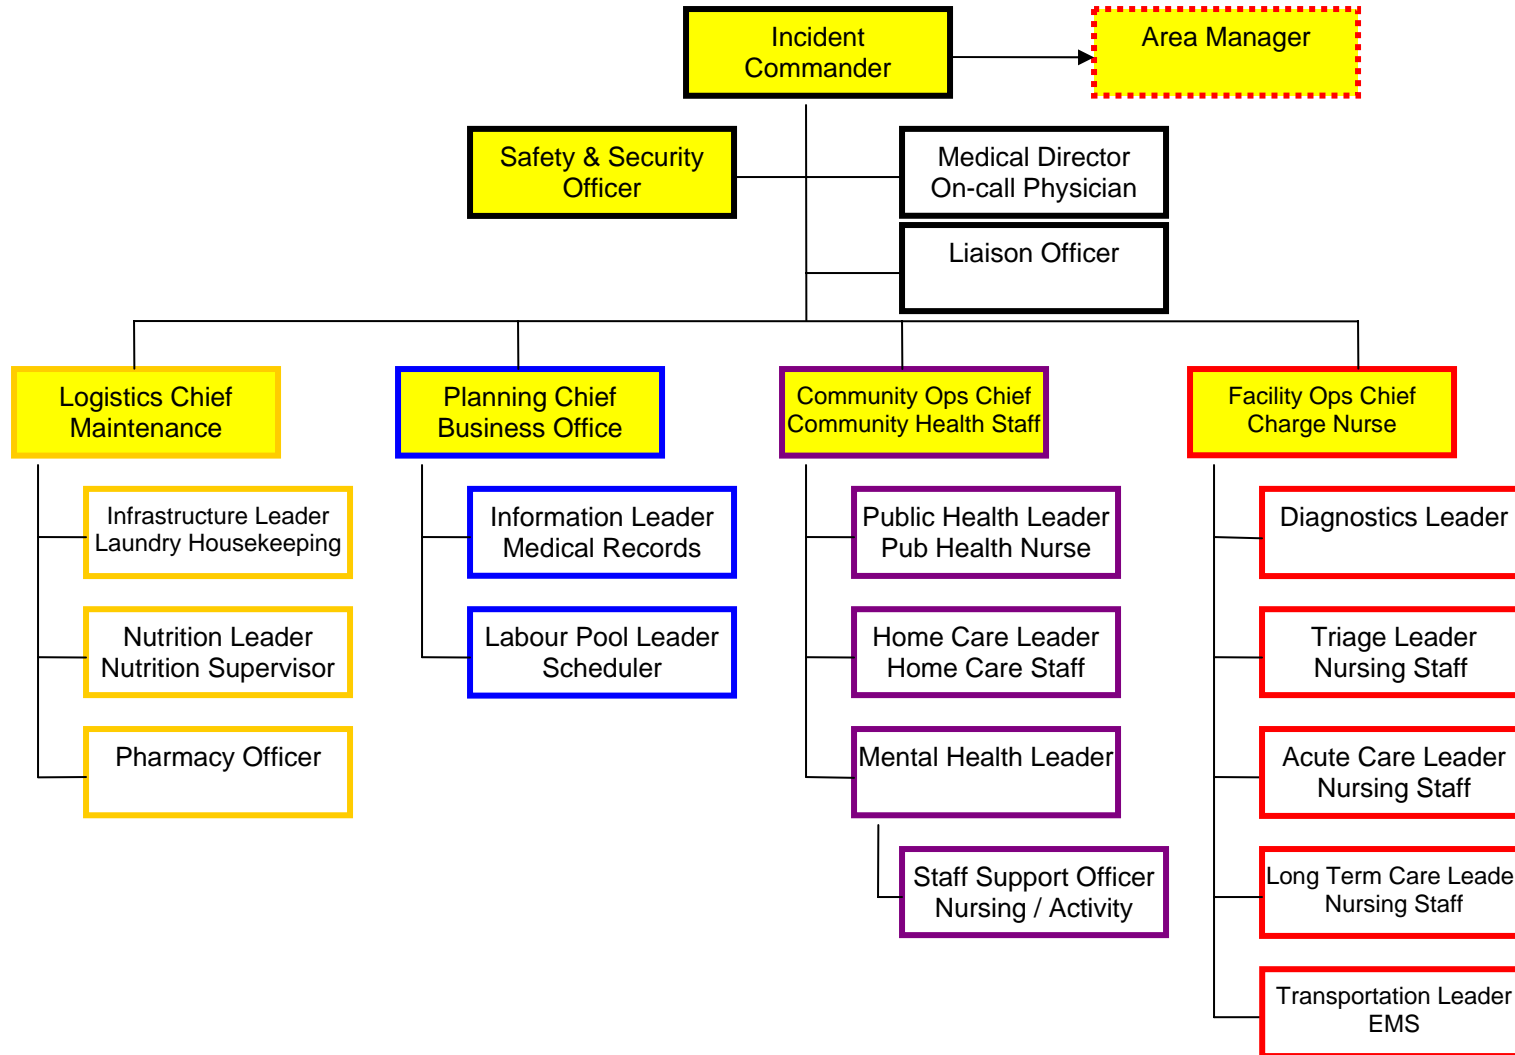 Incident
Commander
Area Manager
Safety & Security
Officer
Medical Director
On-call Physician
Liaison Officer
Logistics Chief
Maintenance
Planning Chief
Business Office
Community Ops Chief
Community Health Staff
Facility Ops Chief
Charge Nurse
Infrastructure Leader
Laundry Housekeeping
Nutrition Leader
Nutrition Supervisor
Pharmacy Officer
Information Leader
Medical Records
Labour Pool Leader
Scheduler
Public Health Leader
Pub Health Nurse
Home Care Leader
Home Care Staff
Mental Health Leader
Staff Support Officer
Nursing / Activity
Diagnostics Leader
Triage Leader
Nursing Staff
Acute Care Leader
Nursing Staff
Long Term Care Leade
Nursing Staff
Transportation Leader
EMS